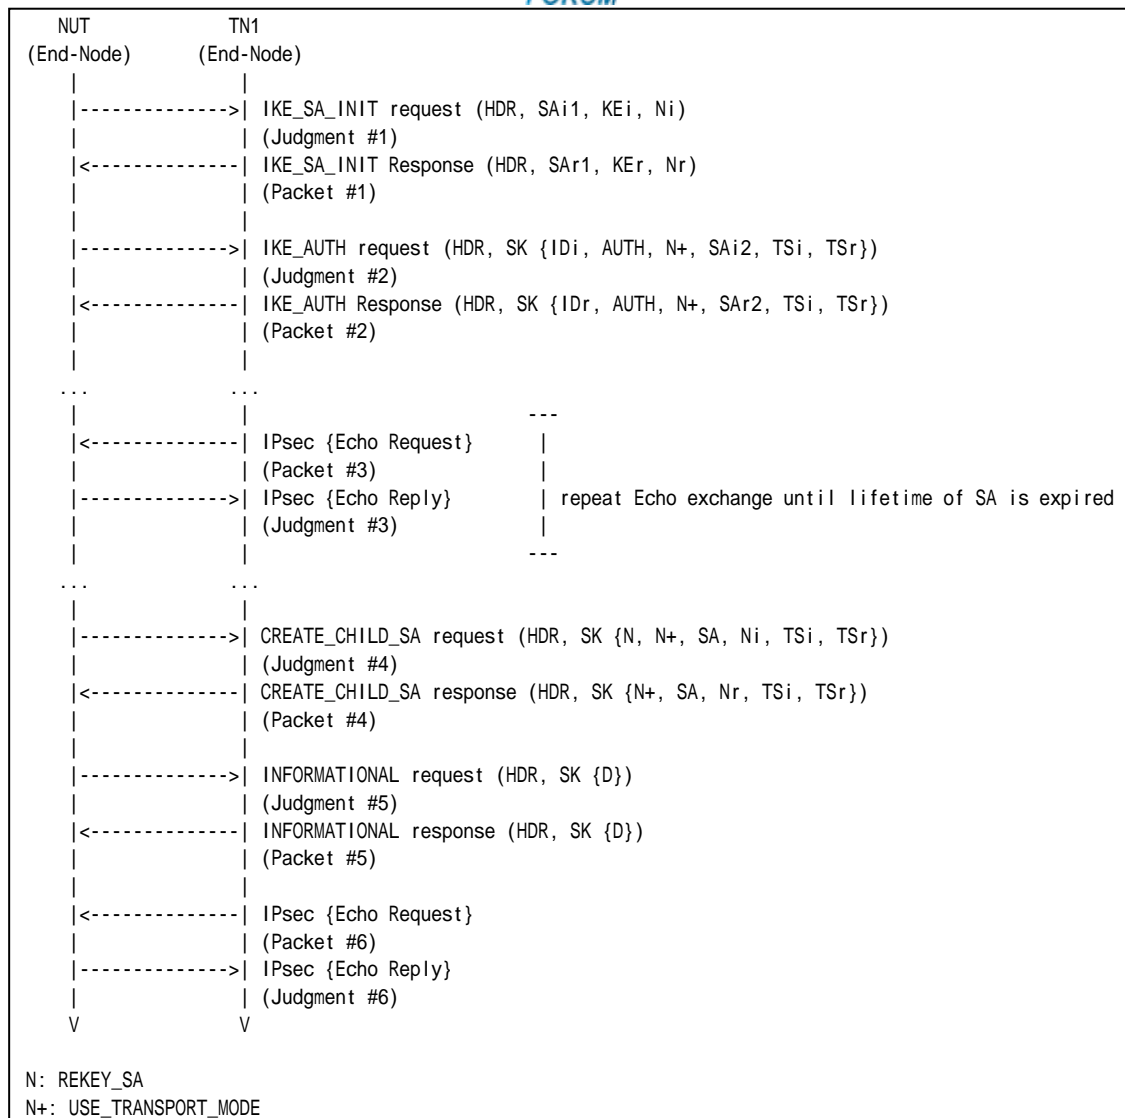 FORUM
NUT TN1
(End-Node) (End-Node)
| |
|-------------->| IKE_SA_INIT request (HDR, SAi1, KEi, Ni)
| | (Judgment #1)
|<--------------| IKE_SA_INIT Response (HDR, SAr1, KEr, Nr)
| | (Packet #1)
| |
|-------------->| IKE_AUTH request (HDR, SK {IDi, AUTH, N+, SAi2, TSi, TSr})
| | (Judgment #2)
|<--------------| IKE_AUTH Response (HDR, SK {IDr, AUTH, N+, SAr2, TSi, TSr})
| | (Packet #2)
| |
... ...
| | ---
|<--------------| IPsec {Echo Request} |
| | (Packet #3) |
|-------------->| IPsec {Echo Reply} | repeat Echo exchange until lifetime of SA is expired
| | (Judgment #3) |
| | ---
... ...
| |
|-------------->| CREATE_CHILD_SA request (HDR, SK {N, N+, SA, Ni, TSi, TSr})
| | (Judgment #4)
|<--------------| CREATE_CHILD_SA response (HDR, SK {N+, SA, Nr, TSi, TSr})
| | (Packet #4)
| |
|-------------->| INFORMATIONAL request (HDR, SK {D})
| | (Judgment #5)
|<--------------| INFORMATIONAL response (HDR, SK {D})
| | (Packet #5)
| |
|<--------------| IPsec {Echo Request}
| | (Packet #6)
|-------------->| IPsec {Echo Reply}
| | (Judgment #6)
V V
N: REKEY_SA
N+: USE_TRANSPORT_MODE